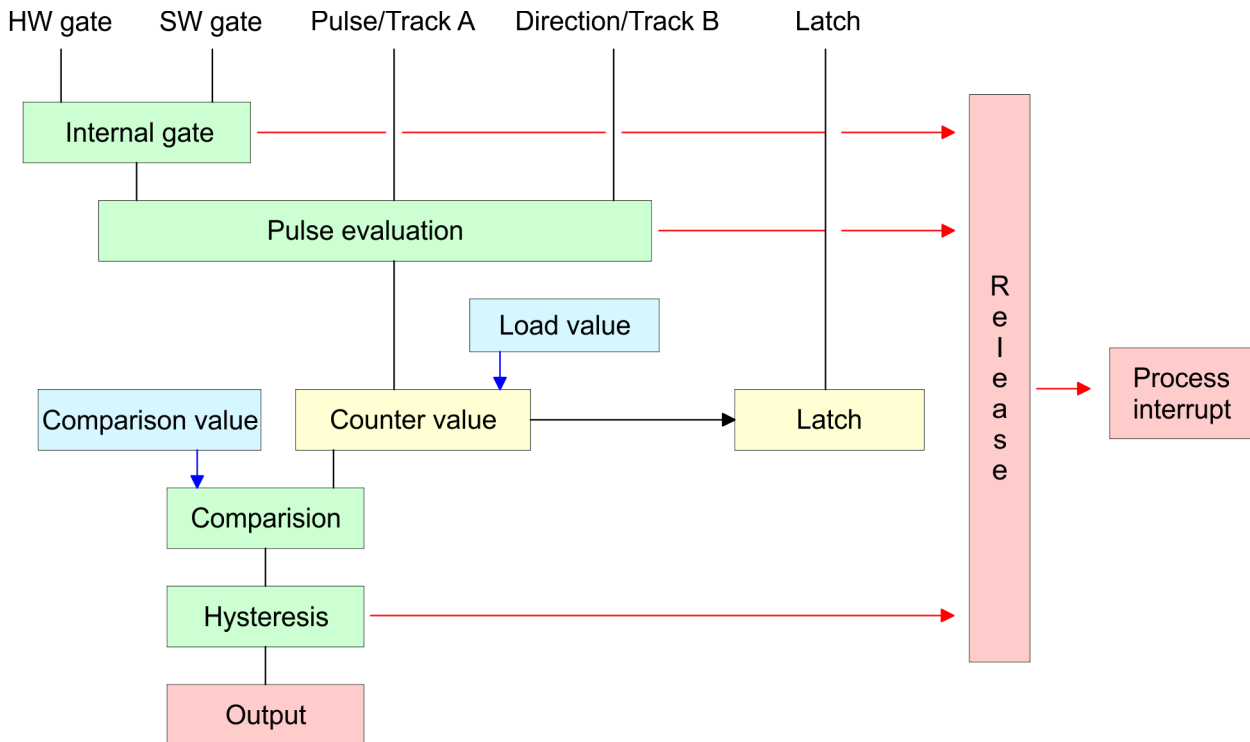 HW gate
SW gate
Pulse/Track A
Direction/Track B
Latch
Internal gate
Pulse evaluation
Load value
Comparison value
Counter value
Latch
Comparision
Hysteresis
Output
Release
Process
interrupt